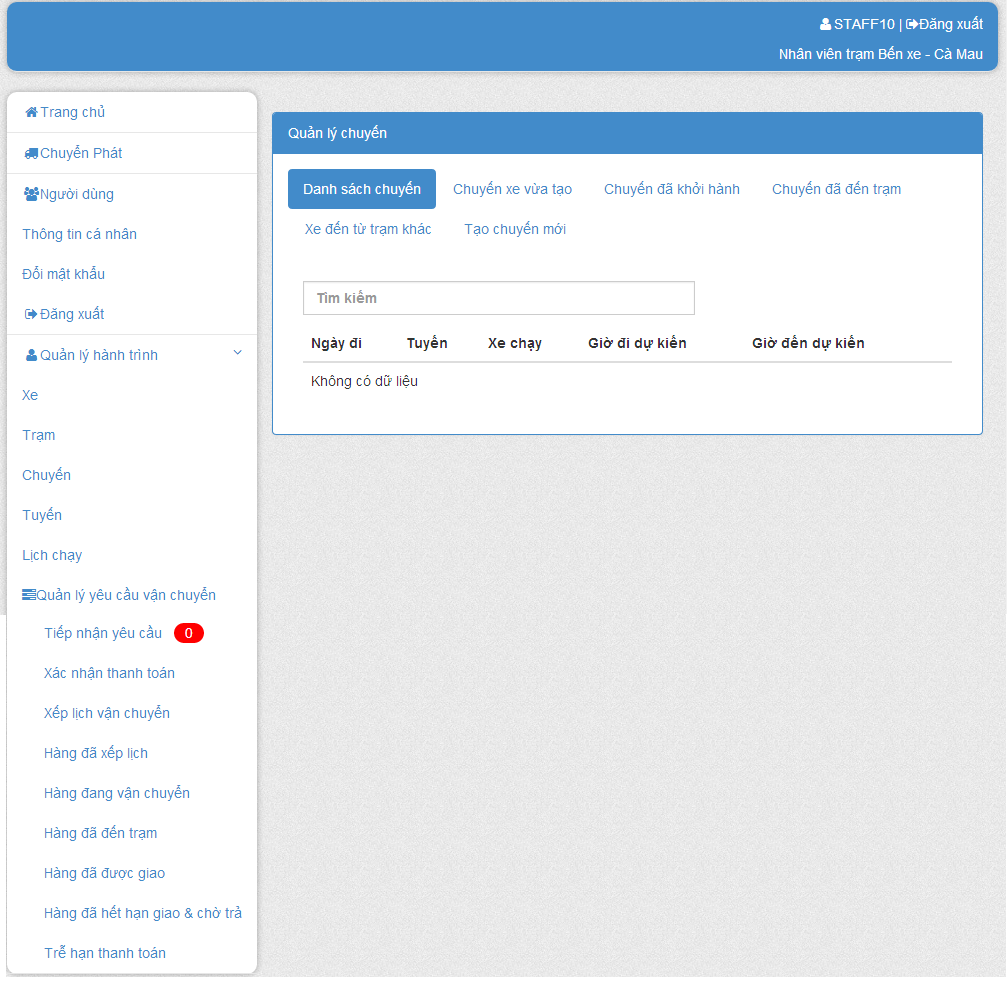 STAFF10 | Đăng xuất
Nhân viên trạm Bến xe - Cà Mau
Trang chủ
Chuyển Phát
Người dùng
Thông tin cá nhân
Đổi mật khẩu
Đăng xuất
Quản lý hành trình
Xe
Trạm
Chuyến
Tuyến
Lịch chạy
Quản lý yêu cầu vận chuyển
Tiếp nhận yêu cầu 0
Xác nhận thanh toán
Xếp lịch vận chuyển
Hàng đã xếp lịch
Hàng đang vận chuyển
Hàng đã đến trạm
Hàng đã được giao
Hàng đã hết hạn giao & chờ trả
Trễ hạn thanh toán
Quản lý chuyến
Danh sách chuyến Chuyến xe vừa tạo Chuyến đã khởi hành Chuyến đã đến trạm
Xe đến từ trạm khác Tạo chuyến mới
Tìm kiếm
Ngày đi Tuyến Xe chạy Giờ đi dự kiến Giờ đến dự kiến
Không có dữ liệu